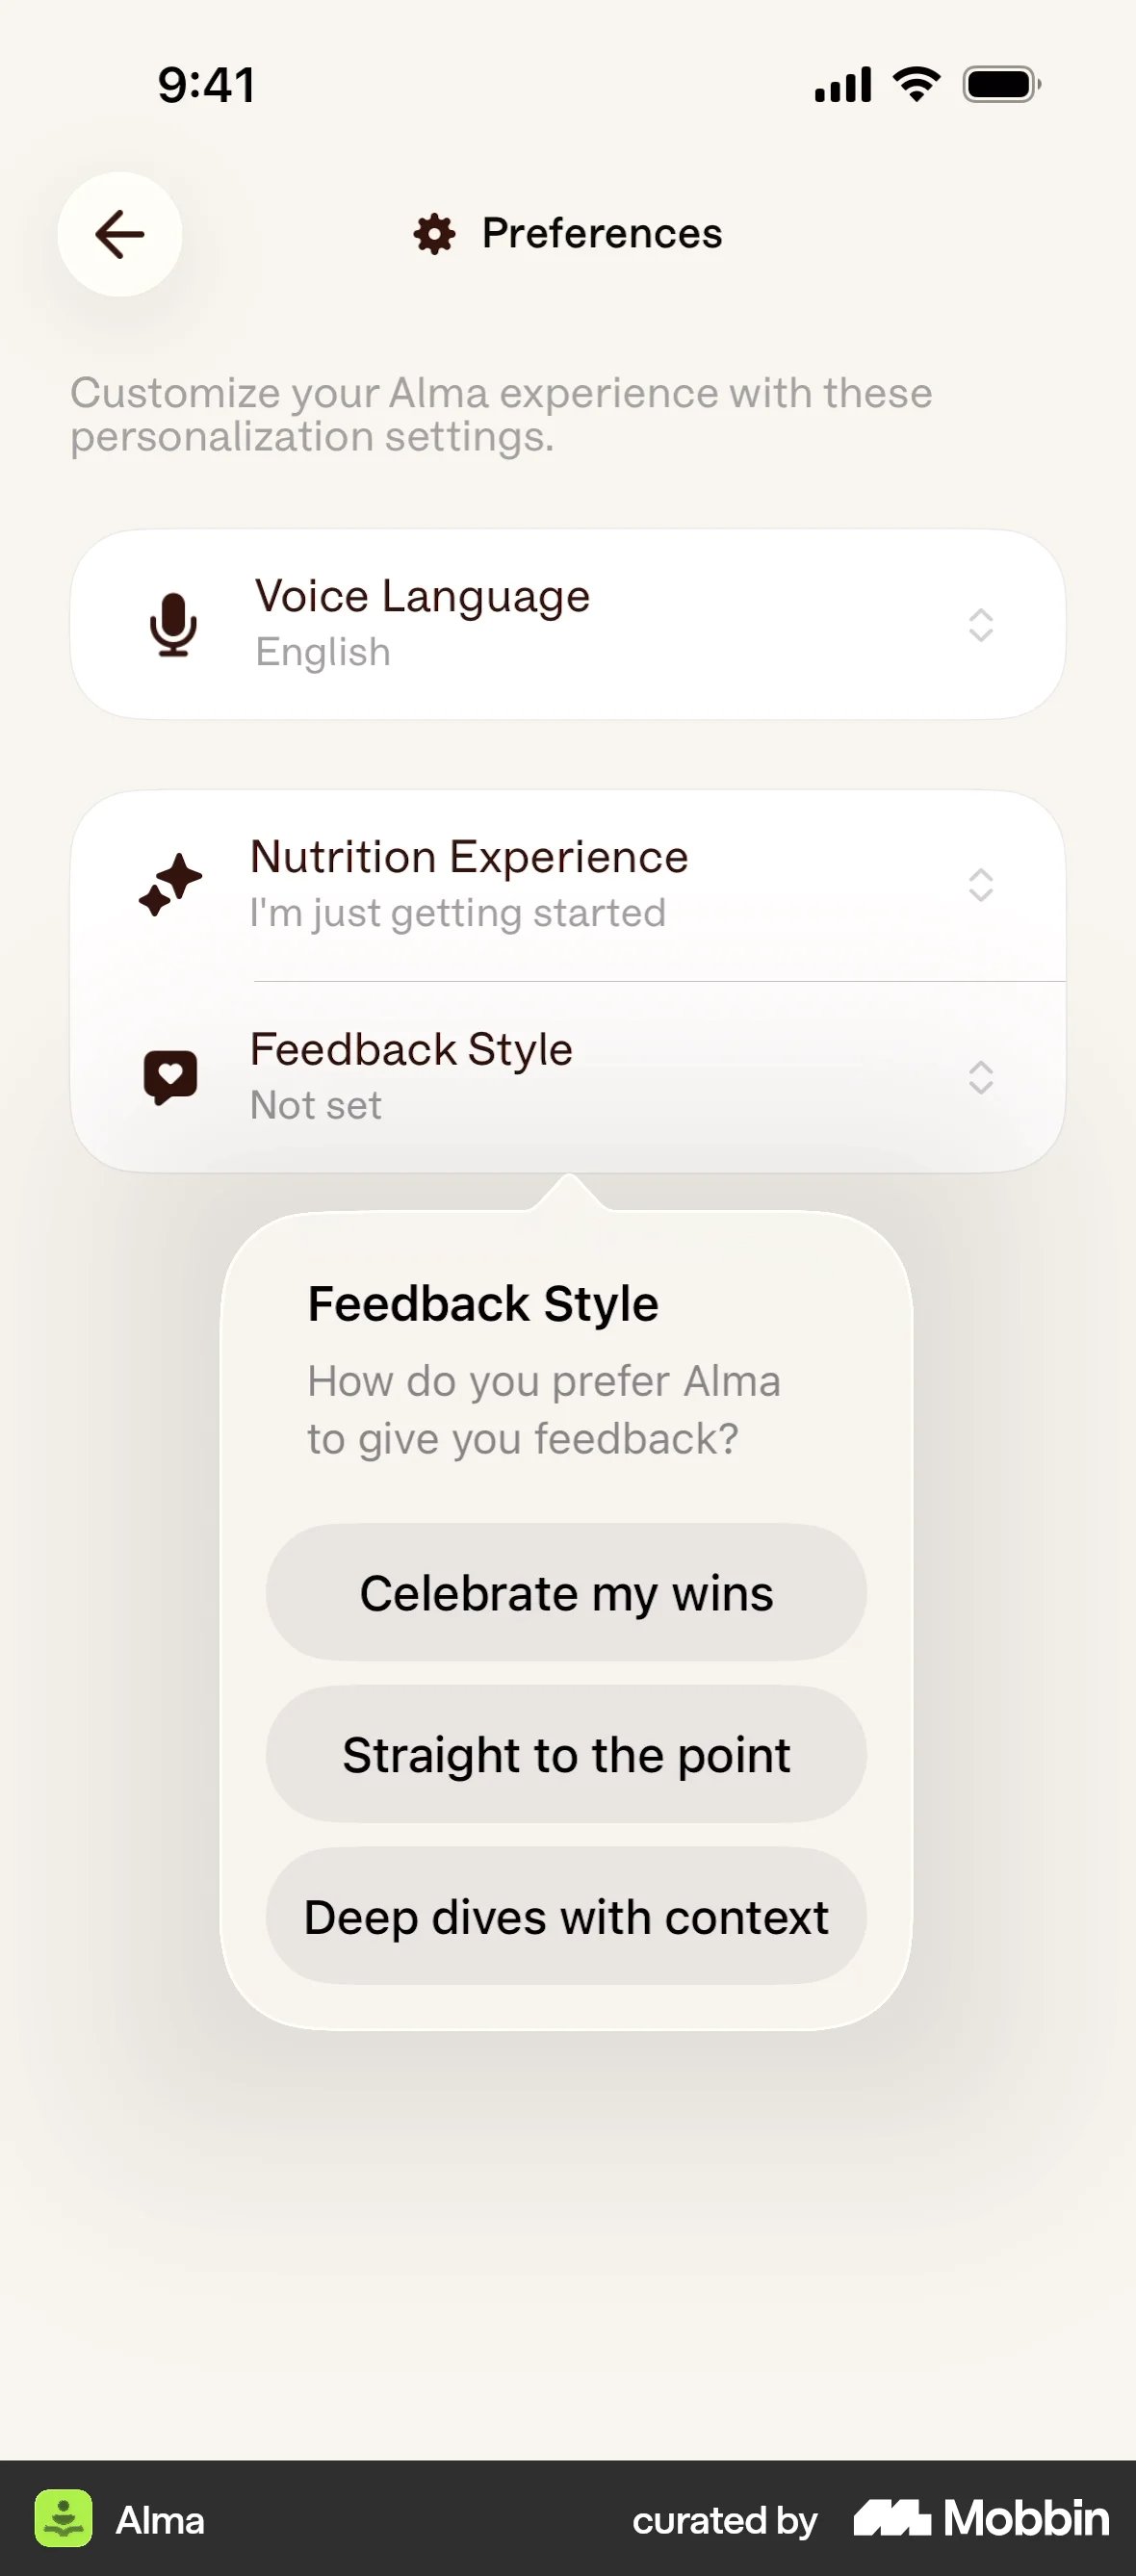 9:41
Preferences
Customize your Alma experience with these
personalization settings.
Voice Language
English
Nutrition Experience
I'm just getting started
Feedback Style
Not set
Feedback Style
How do you prefer Alma
to give you feedback?
Celebrate my wins
Straight to the point
Deep dives with context
Alma
curated by Mobbin